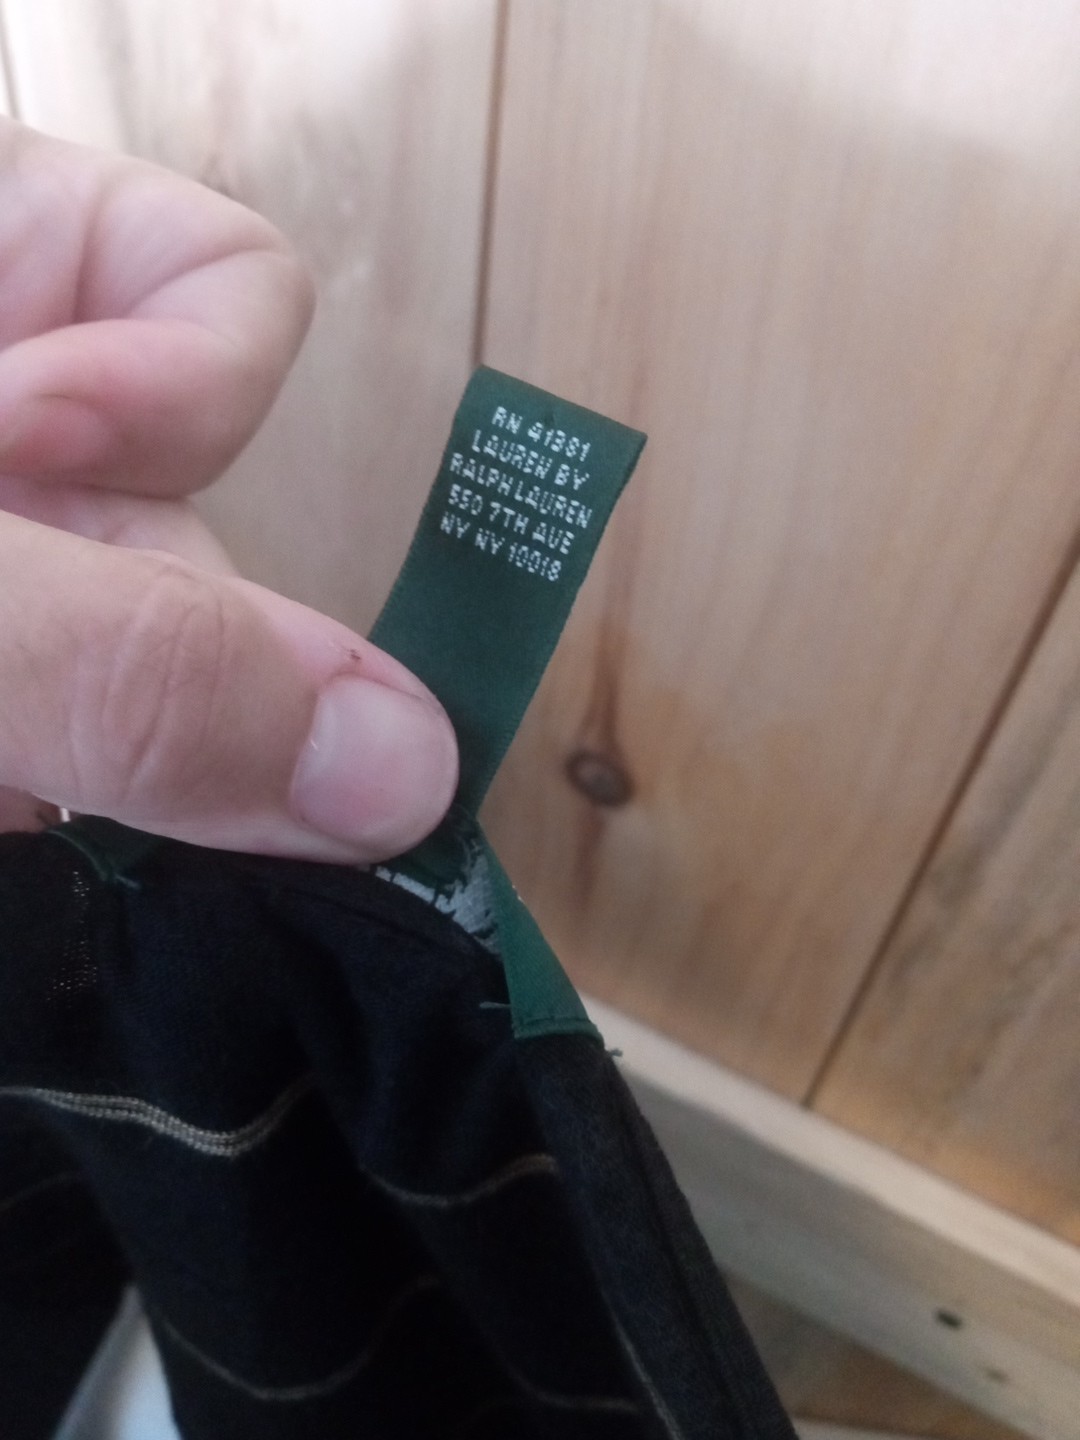 RN 41381
LAUREN BY
RALPH LAUREN
550 7TH AVE
NY NY 10018